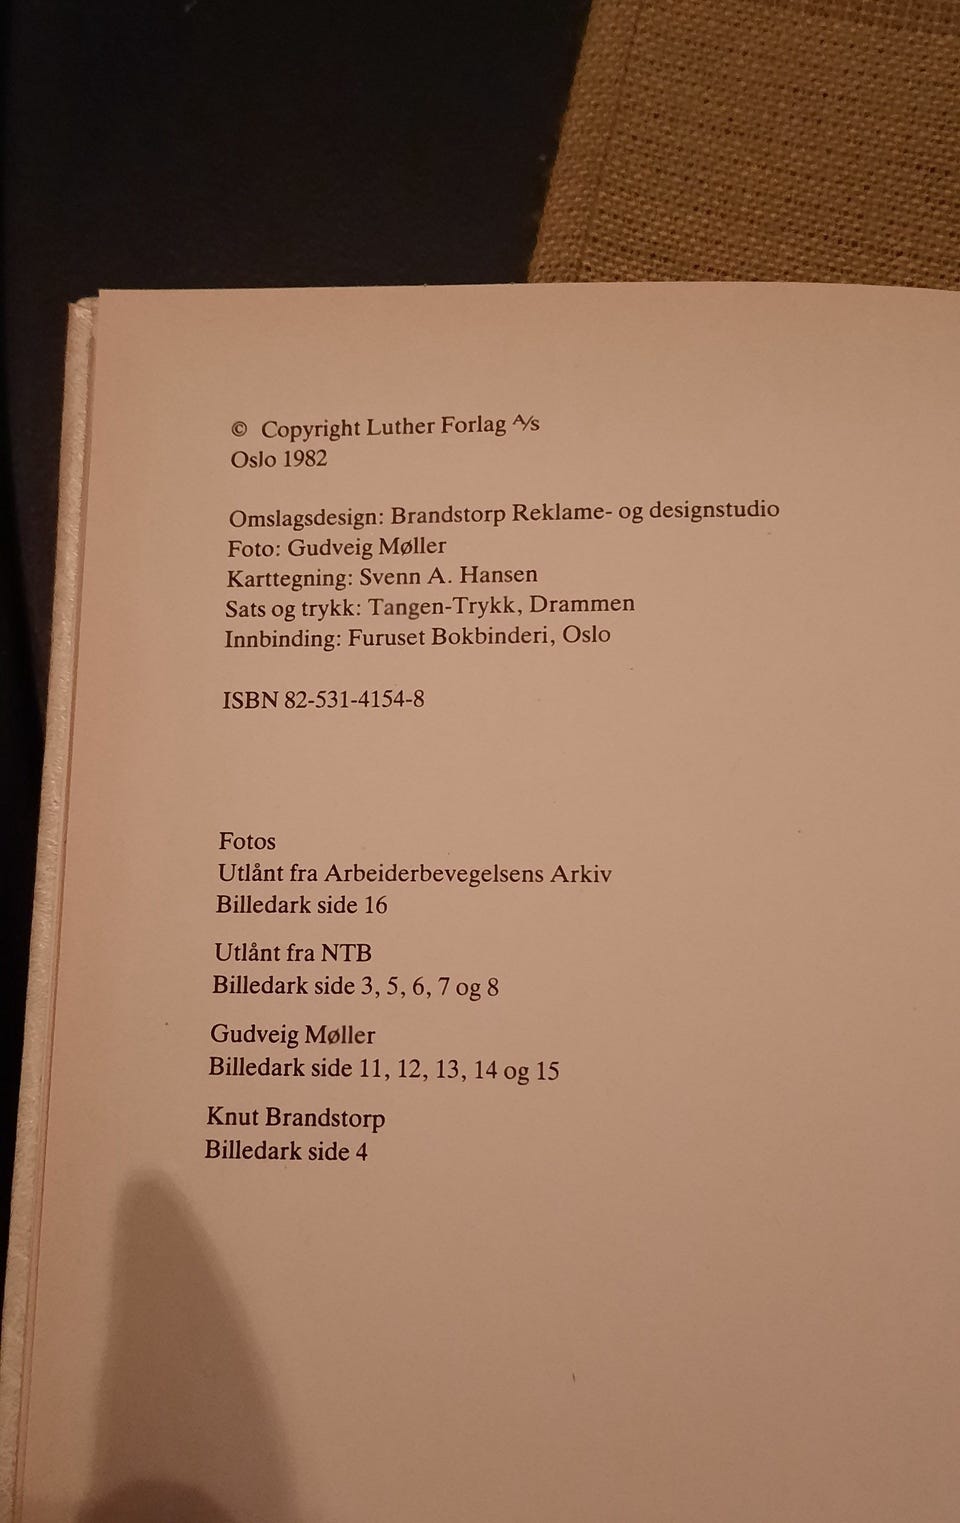 © Copyright Luther Forlag A/s
Oslo 1982
Omslagsdesign: Brandstorp Reklame- og designstudio
Foto: Gudveig Møller
Karttegning: Svenn A. Hansen
Sats og trykk: Tangen-Trykk, Drammen
Innbinding: Furuset Bokbinderi, Oslo
ISBN 82-531-4154-8
Fotos
Utlånt fra Arbeiderbevegelsens Arkiv
Billedark side 16
Utlånt fra NTB
Billedark side 3, 5, 6, 7 og 8
Gudveig Møller
Billedark side 11, 12, 13, 14 og 15
Knut Brandstorp
Billedark side 4